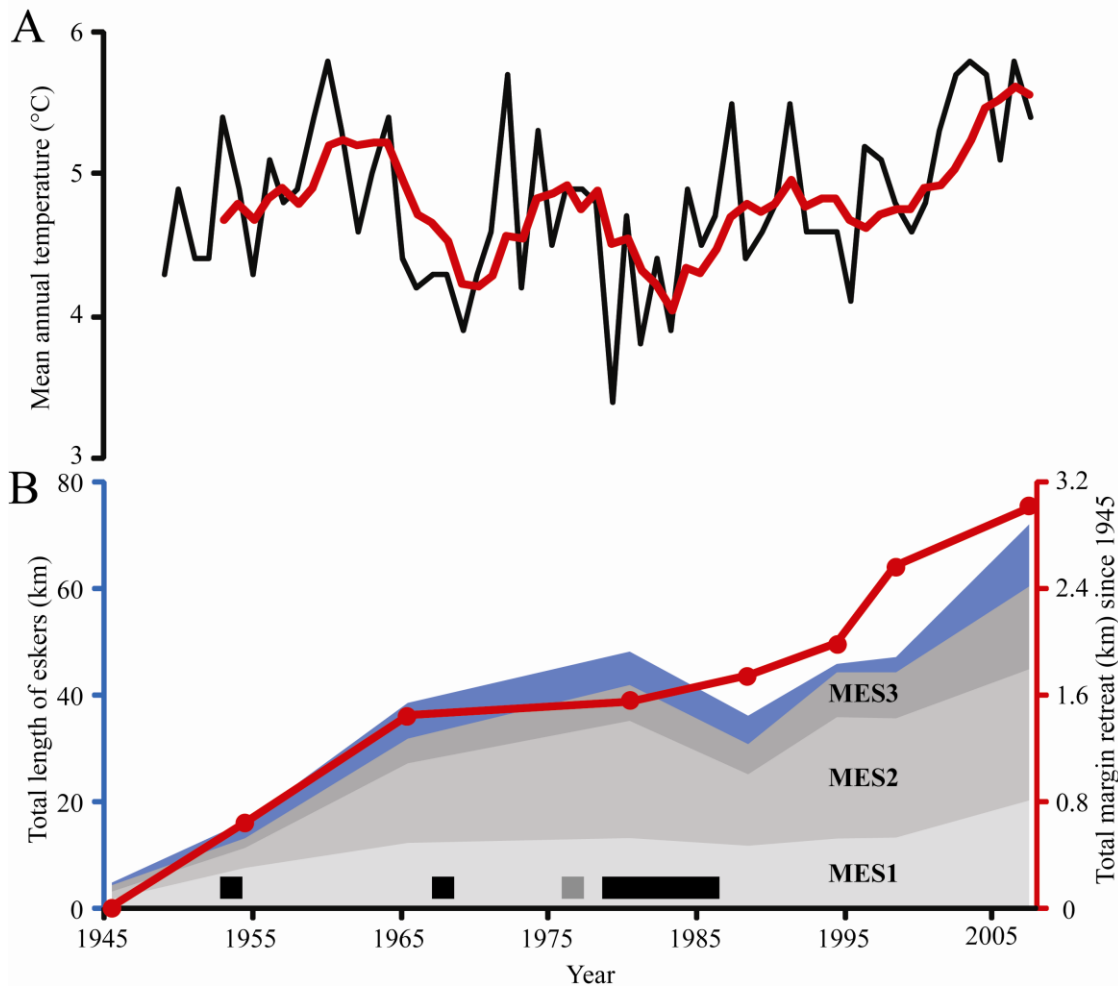 A
Mean annual temperature (°C)
6
5
4
3
B
Total length of eskers (km)
80
60
40
20
0
MES3
MES2
MES1
3.2
2.4
1.6
0.8
0
Total margin retreat (km) since 1945
1945
1955
1965
1975
1985
1995
2005
Year